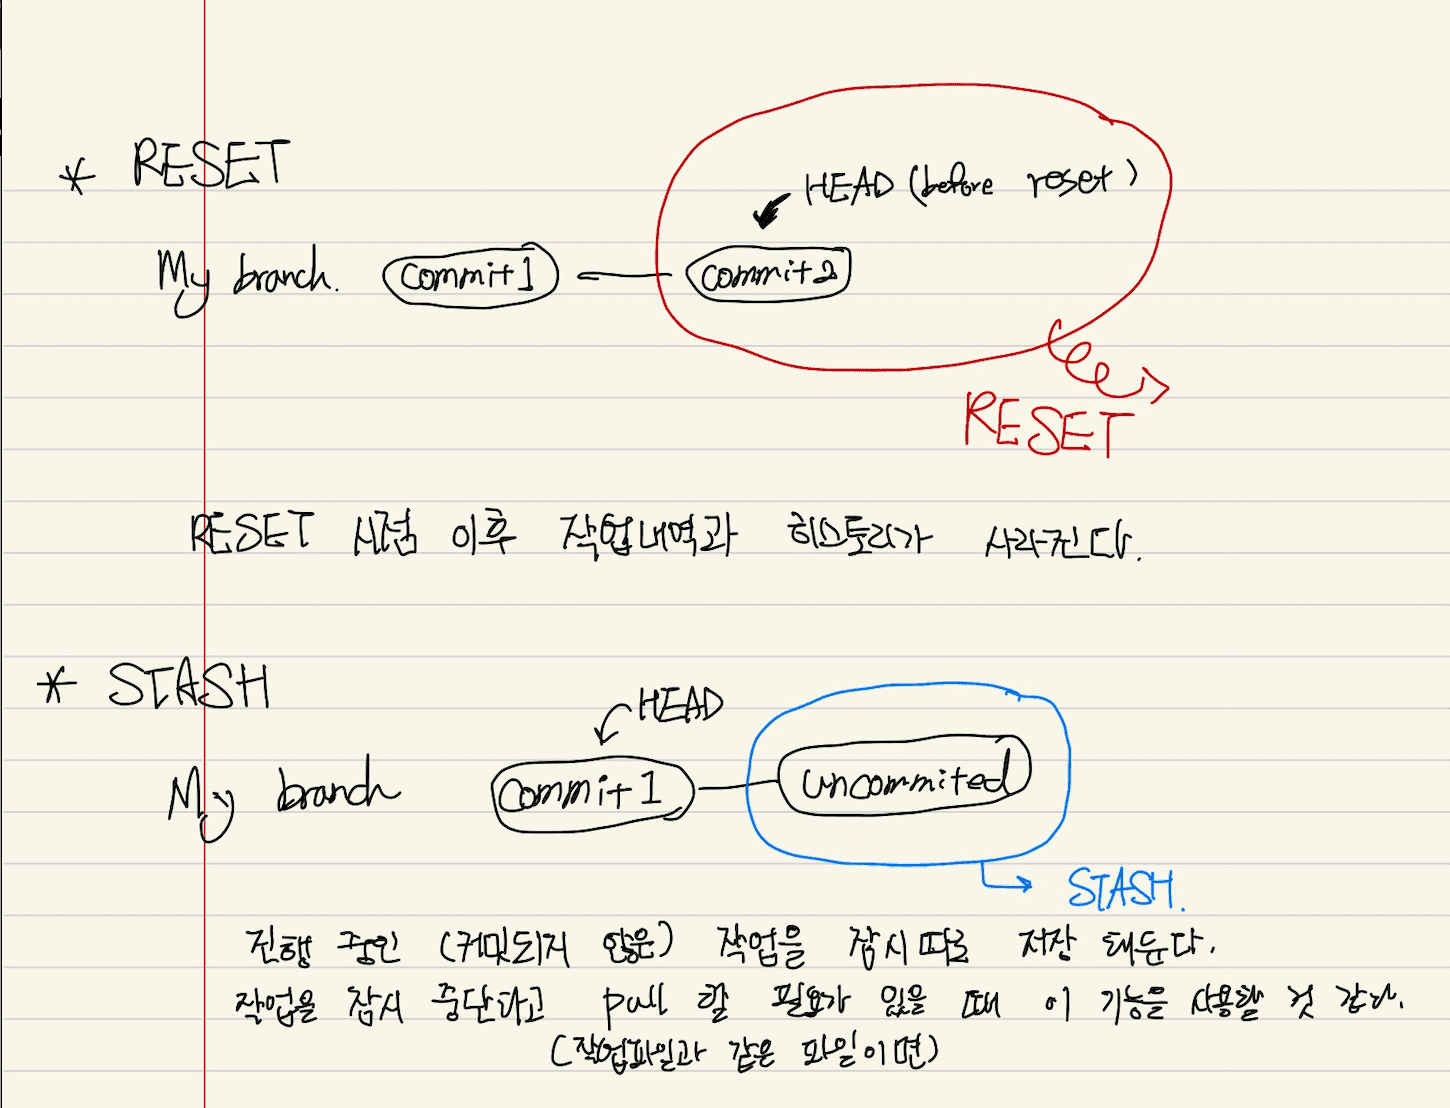 * RESET
HEAD (before reset)
My branch. commit1 commit2
RESET
RESET 시점 이후 작업내역과 히스토리가 사라진다.
* STASH
HEAD
My branch commit1 uncommited
STASH.
진행 중인 (커밋되지 않은) 작업을 잠시 따로 저장 해둔다.
작업을 잠시 중단하고 pull 할 필요가 있을 때 이 기능을 사용할 것 같다.
(작업파일과 같은 파일이면)